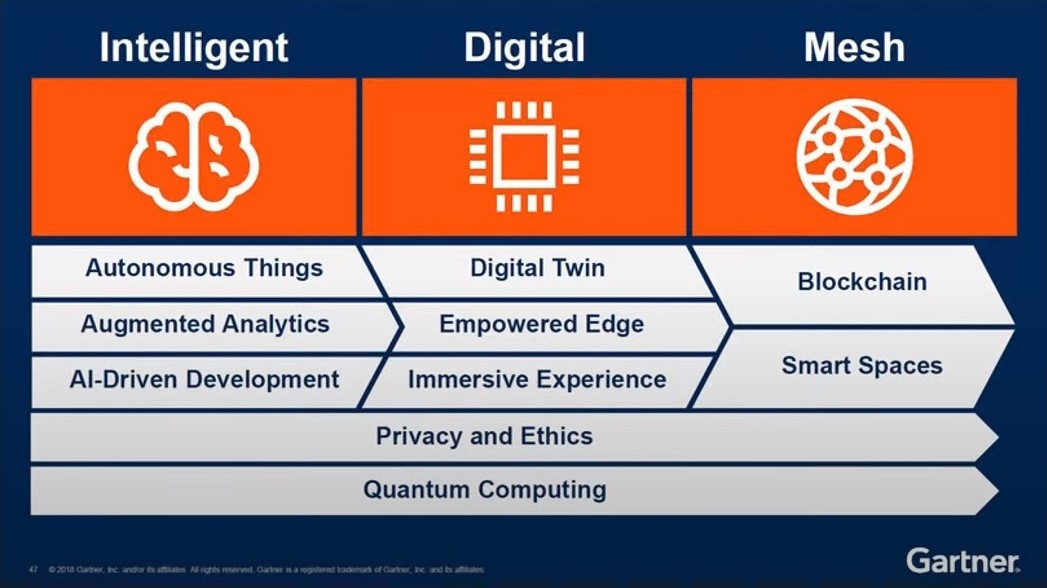 Intelligent
Digital
Mesh
Autonomous Things
Digital Twin
Blockchain
Augmented Analytics
Empowered Edge
AI-Driven Development
Immersive Experience
Smart Spaces
Privacy and Ethics
Quantum Computing
47 © 2018 Gartner, Inc. and/or its affiliates. All rights reserved. Gartner is a registered trademark of Gartner, Inc. and its affiliates.
Gartner